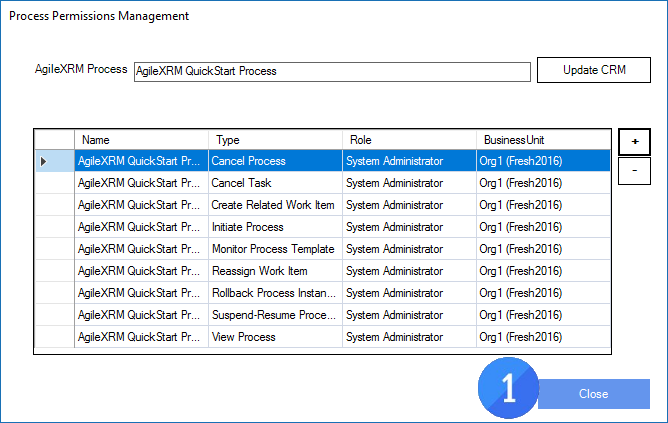 Process Permissions Management
AgileXRM Process AgileXRM QuickStart Process Update CRM
Name Type Role BusinessUnit +
AgileXRM QuickStart Pr... Cancel Process System Administrator Org1 (Fresh2016)
AgileXRM QuickStart Pr... Cancel Task System Administrator Org1 (Fresh2016) -
AgileXRM QuickStart Pr... Create Related Work Item System Administrator Org1 (Fresh2016)
AgileXRM QuickStart Pr... Initiate Process System Administrator Org1 (Fresh2016)
AgileXRM QuickStart Pr... Monitor Process Template System Administrator Org1 (Fresh2016)
AgileXRM QuickStart Pr... Reassign Work Item System Administrator Org1 (Fresh2016)
AgileXRM QuickStart Pr... Rollback Process Instan... System Administrator Org1 (Fresh2016)
AgileXRM QuickStart Pr... Suspend-Resume Proce... System Administrator Org1 (Fresh2016)
AgileXRM QuickStart Pr... View Process System Administrator Org1 (Fresh2016)
1 Close